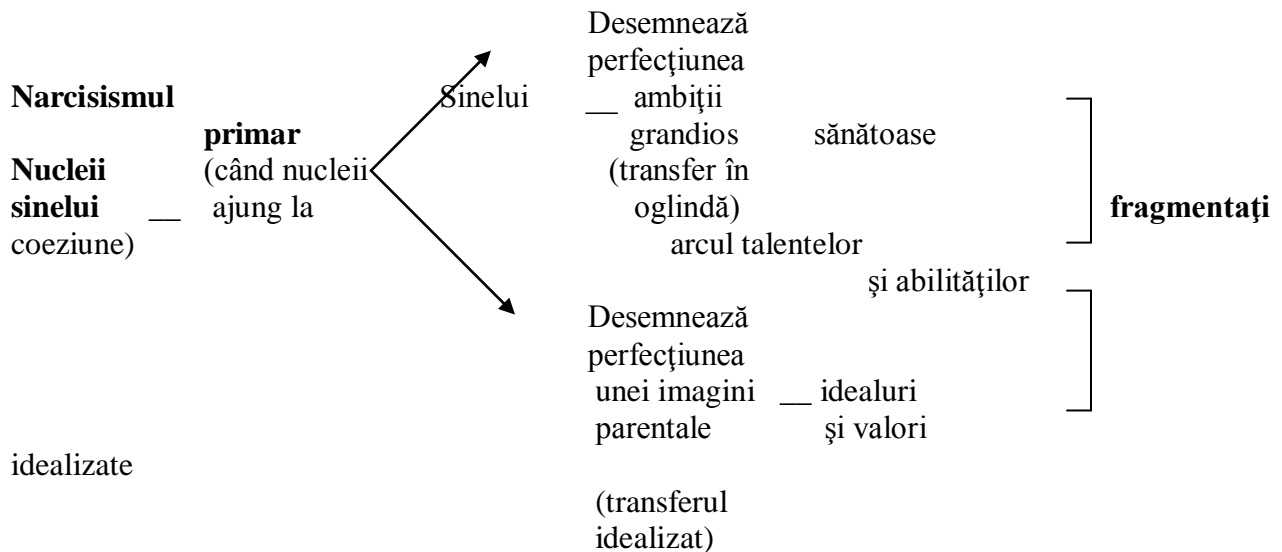 Desemnează
perfecţiunea
Narcisismul Sinelui __ ambiţii
primar grandios sănătoase
Nucleii (când nucleii (transfer în
sinelui __ ajung la oglindă) fragmentaţi
coeziune) arcul talentelor
şi abilităţilor
Desemnează
perfecţiunea
unei imagini __ idealuri
parentale şi valori
idealizate
(transferul
idealizat)